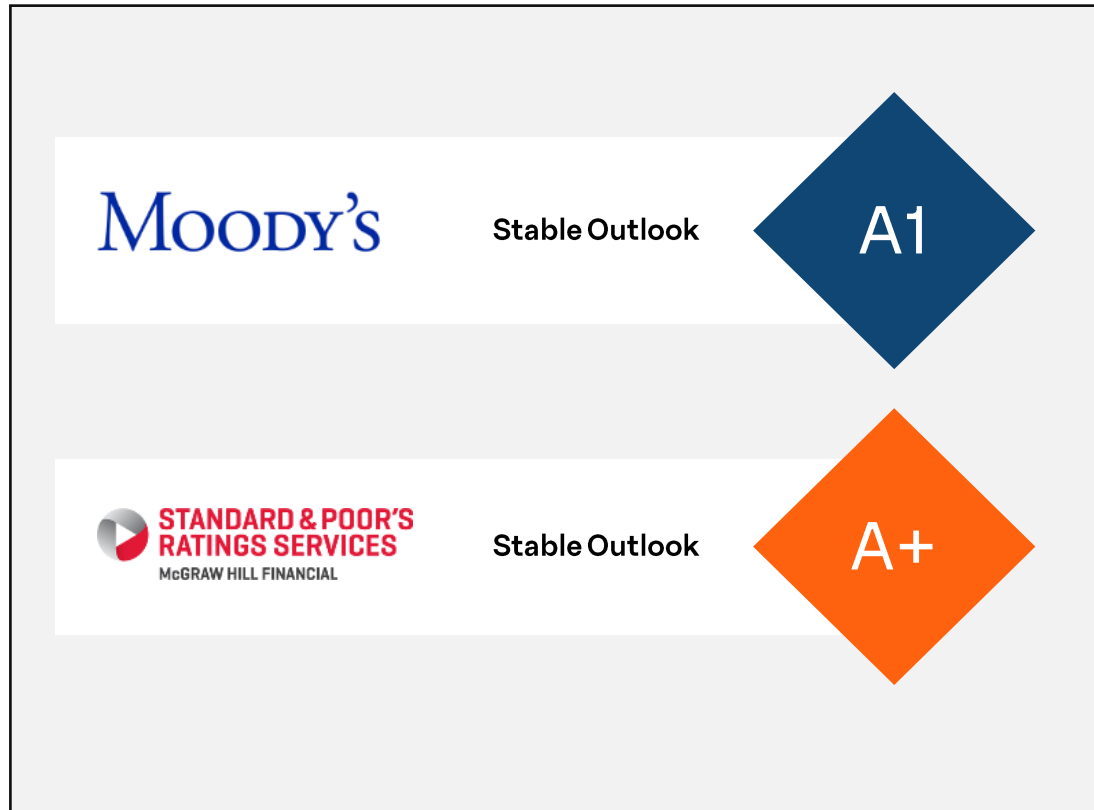 MOODY'S
Stable Outlook
A1
STANDARD & POOR'S
RATINGS SERVICES
McGRAW HILL FINANCIAL
Stable Outlook
A+